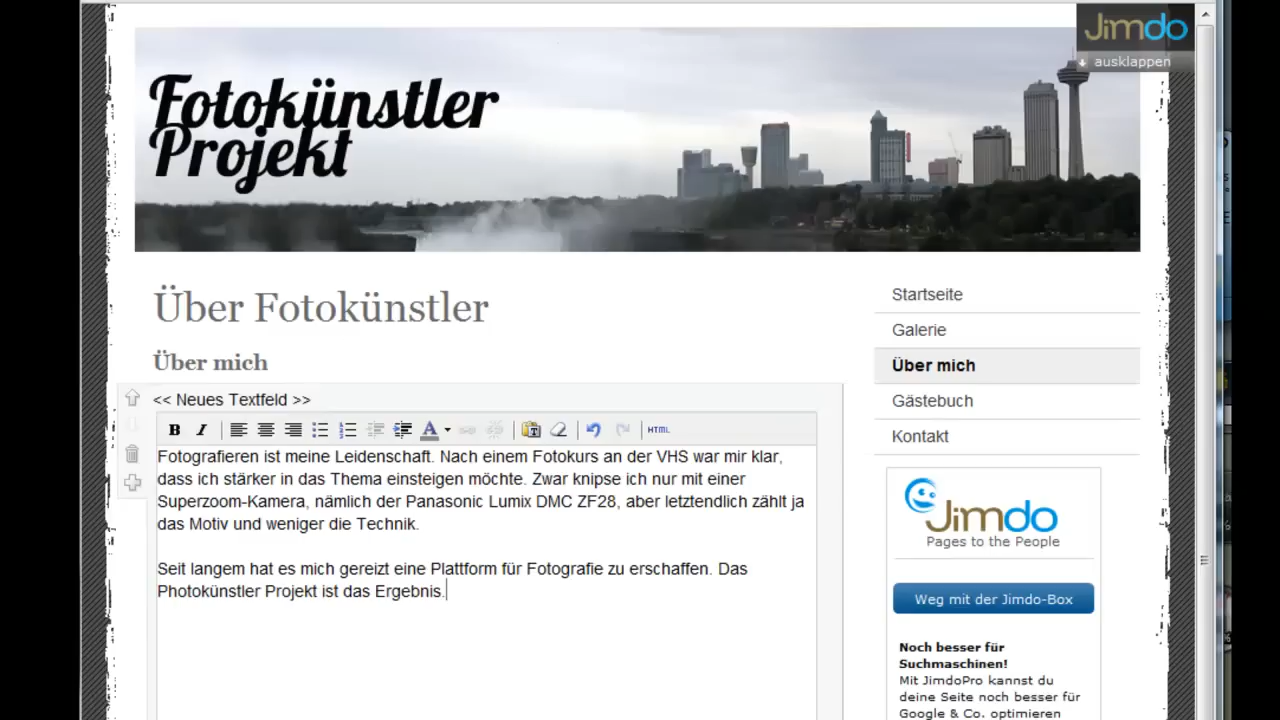 Jimdo
ausklappen
Fotokünstler
Projekt
Über Fotokünstler
Über mich
<< Neues Textfeld >>
B I A HTML
Fotografieren ist meine Leidenschaft. Nach einem Fotokurs an der VHS war mir klar,
dass ich stärker in das Thema einsteigen möchte. Zwar knipse ich nur mit einer
Superzoom-Kamera, nämlich der Panasonic Lumix DMC ZF28, aber letztendlich zählt ja
das Motiv und weniger die Technik.
Seit langem hat es mich gereizt eine Plattform für Fotografie zu erschaffen. Das
Photokünstler Projekt ist das Ergebnis.
Startseite
Galerie
Über mich
Gästebuch
Kontakt
Jimdo
Pages to the People
Weg mit der Jimdo-Box
Noch besser für
Suchmaschinen!
Mit JimdoPro kannst du
deine Seite noch besser für
Google & Co. optimieren